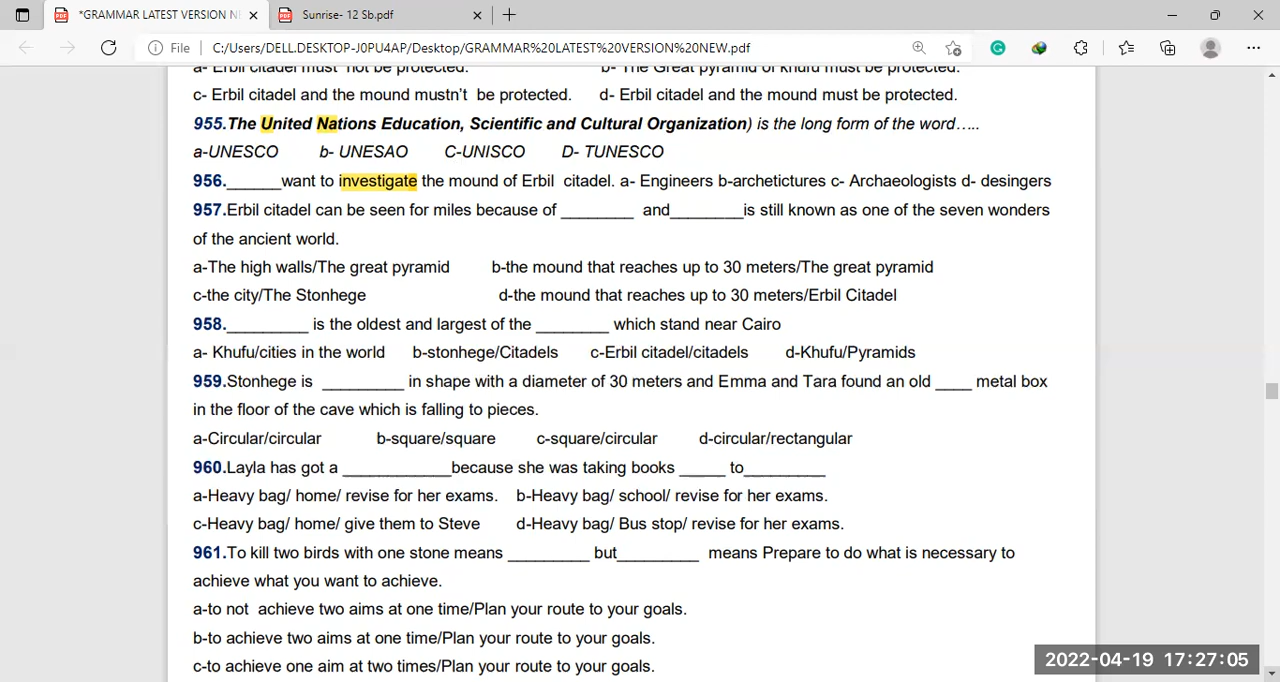 *GRAMMAR LATEST VERSION N
Sunrise- 12 Sb.pdf
File | C:/Users/DELL.DESKTOP-J0PU4AP/Desktop/GRAMMAR%20LATEST%20VERSION%20NEW.pdf
a- Erbil citadel must not be protected. b- The Great pyramid of khufu must be protected.
c- Erbil citadel and the mound mustn't be protected. d- Erbil citadel and the mound must be protected.
955.The United Nations Education, Scientific and Cultural Organization) is the long form of the word…..
a-UNESCO b- UNESAO C-UNISCO D- TUNESCO
956.______want to investigate the mound of Erbil citadel. a- Engineers b-archetictures c- Archaeologists d- desingers
957.Erbil citadel can be seen for miles because of ________ and________is still known as one of the seven wonders
of the ancient world.
a-The high walls/The great pyramid b-the mound that reaches up to 30 meters/The great pyramid
c-the city/The Stonhege d-the mound that reaches up to 30 meters/Erbil Citadel
958._________ is the oldest and largest of the ________ which stand near Cairo
a- Khufu/cities in the world b-stonhege/Citadels c-Erbil citadel/citadels d-Khufu/Pyramids
959.Stonhege is _________ in shape with a diameter of 30 meters and Emma and Tara found an old ____ metal box
in the floor of the cave which is falling to pieces.
a-Circular/circular b-square/square c-square/circular d-circular/rectangular
960.Layla has got a ____________because she was taking books _____ to_________
a-Heavy bag/ home/ revise for her exams. b-Heavy bag/ school/ revise for her exams.
c-Heavy bag/ home/ give them to Steve d-Heavy bag/ Bus stop/ revise for her exams.
961.To kill two birds with one stone means _________ but_________ means Prepare to do what is necessary to
achieve what you want to achieve.
a-to not achieve two aims at one time/Plan your route to your goals.
b-to achieve two aims at one time/Plan your route to your goals.
c-to achieve one aim at two times/Plan your route to your goals.
2022-04-19 17:27:05